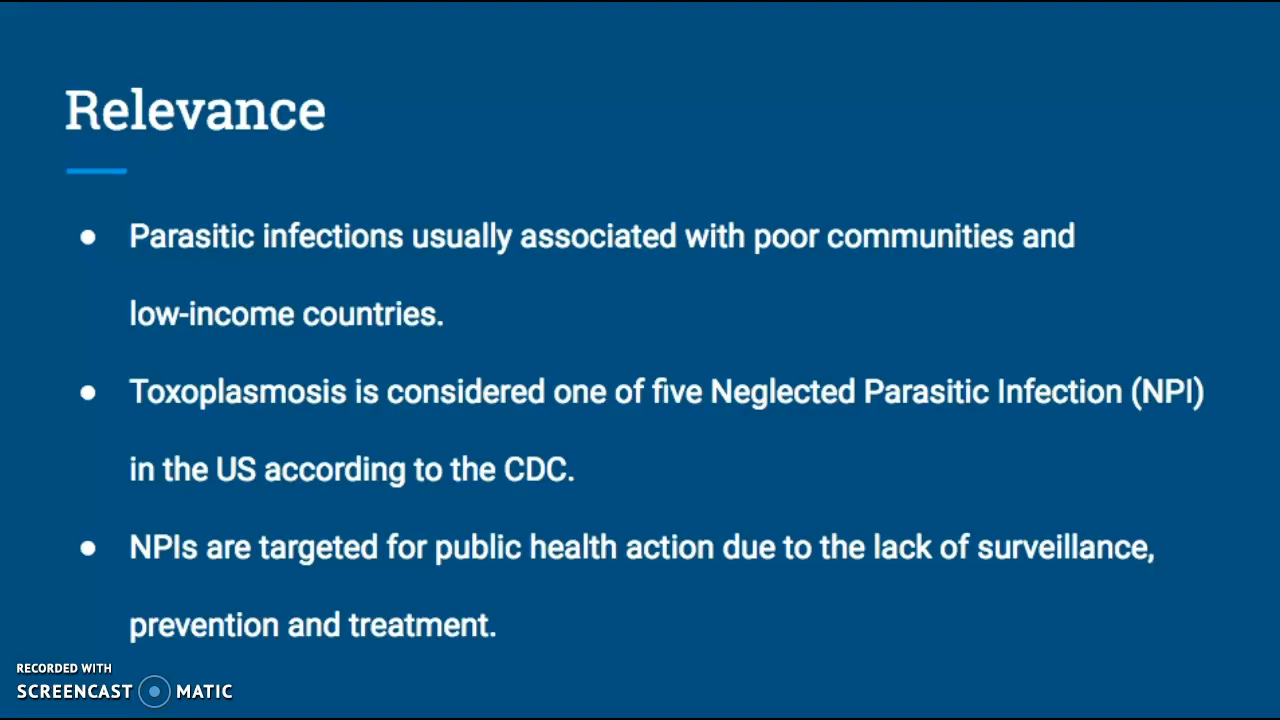 Relevance
● Parasitic infections usually associated with poor communities and
low-income countries.
● Toxoplasmosis is considered one of five Neglected Parasitic Infection (NPI)
in the US according to the CDC.
● NPIs are targeted for public health action due to the lack of surveillance,
prevention and treatment.
RECORDED WITH
SCREENCAST MATIC